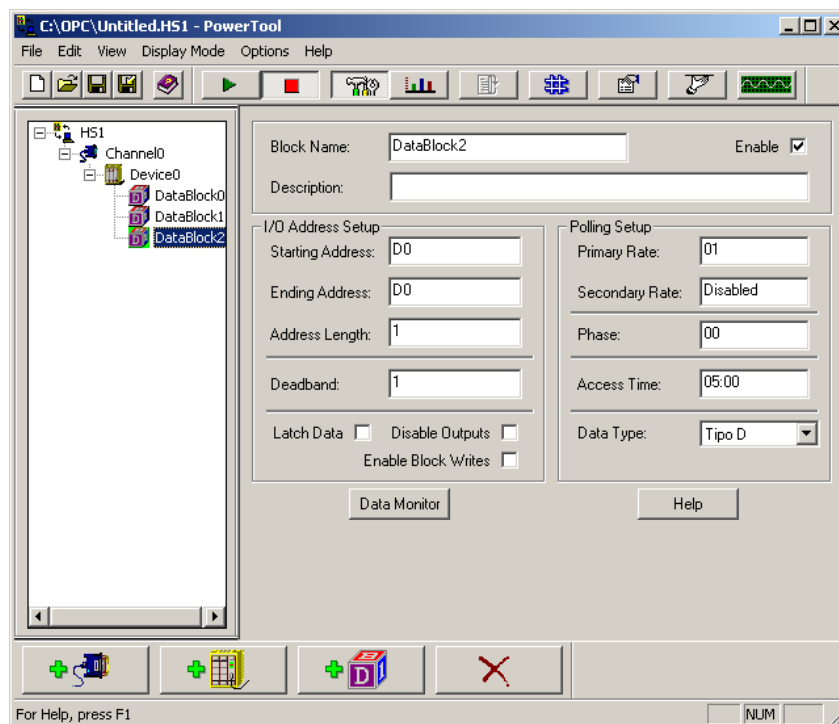 C:\OPC\Untitled.HS1 - PowerTool
File Edit View Display Mode Options Help
HS1
Channel0
Device0
DataBlock0
DataBlock1
DataBlock2
Block Name: DataBlock2 Enable
Description:
I/O Address Setup
Starting Address: D0
Ending Address: D0
Address Length: 1
Deadband: 1
Latch Data Disable Outputs
Enable Block Writes
Polling Setup
Primary Rate: 01
Secondary Rate: Disabled
Phase: 00
Access Time: 05:00
Data Type: Tipo D
Data Monitor Help
For Help, press F1 NUM